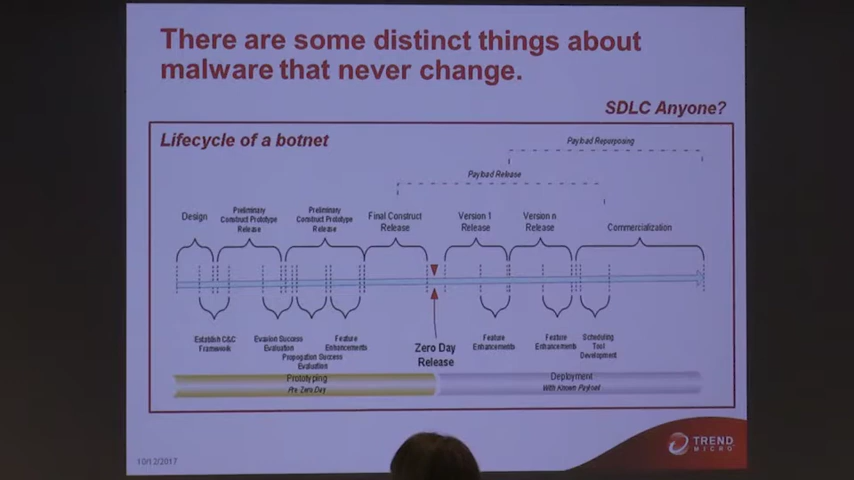 There are some distinct things about
malware that never change.
SDLC Anyone?
Lifecycle of a botnet
Payload Repurposing
Payload Release
Design
Preliminary
Construct Prototype
Release
Preliminary
Construct Prototype
Release
Final Construct
Release
Version 1
Release
Version n
Release
Commercialization
Establish C&C
Framework
Evasion Success
Evaluation
Propogation Success
Evaluation
Feature
Enhancements
Zero Day
Release
Feature
Enhancements
Feature
Enhancements
Scheduling
Tool
Development
Prototyping
Pre-Zero Day
Deployment
With Known Payload
10/12/2017
TREND
MICRO